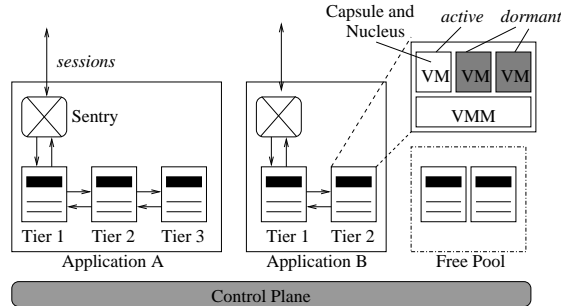 Capsule and
Nucleus
active
dormant
sessions
VM
VM
VM
VMM
Sentry
Tier 1
Tier 2
Tier 3
Tier 1
Tier 2
Application A
Application B
Free Pool
Control Plane